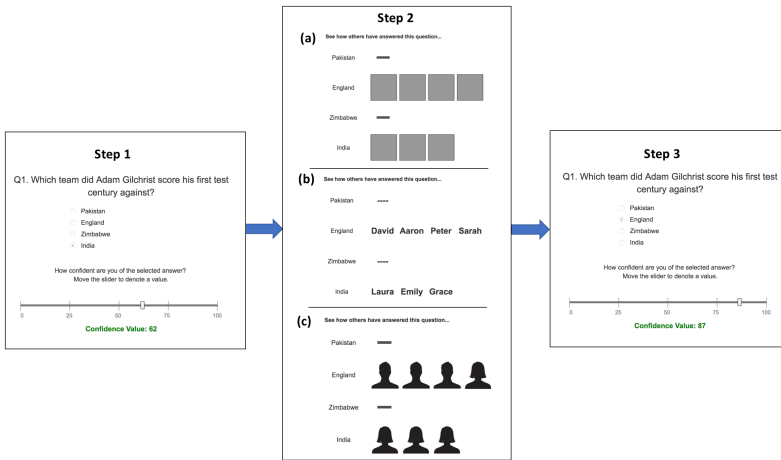 Step 1
Q1. Which team did Adam Gilchrist score his first test
century against?
Pakistan
England
Zimbabwe
India
How confident are you of the selected answer?
Move the slider to denote a value.
0 25 50 75 100
Confidence Value: 62
Step 2
(a) See how others have answered this question...
Pakistan
England
Zimbabwe
India
(b) See how others have answered this question...
Pakistan ----
England David Aaron Peter Sarah
Zimbabwe ----
India Laura Emily Grace
(c) See how others have answered this question...
Pakistan
England
Zimbabwe
India
Step 3
Q1. Which team did Adam Gilchrist score his first test
century against?
Pakistan
England
Zimbabwe
India
How confident are you of the selected answer?
Move the slider to denote a value.
0 25 50 75 100
Confidence Value: 87